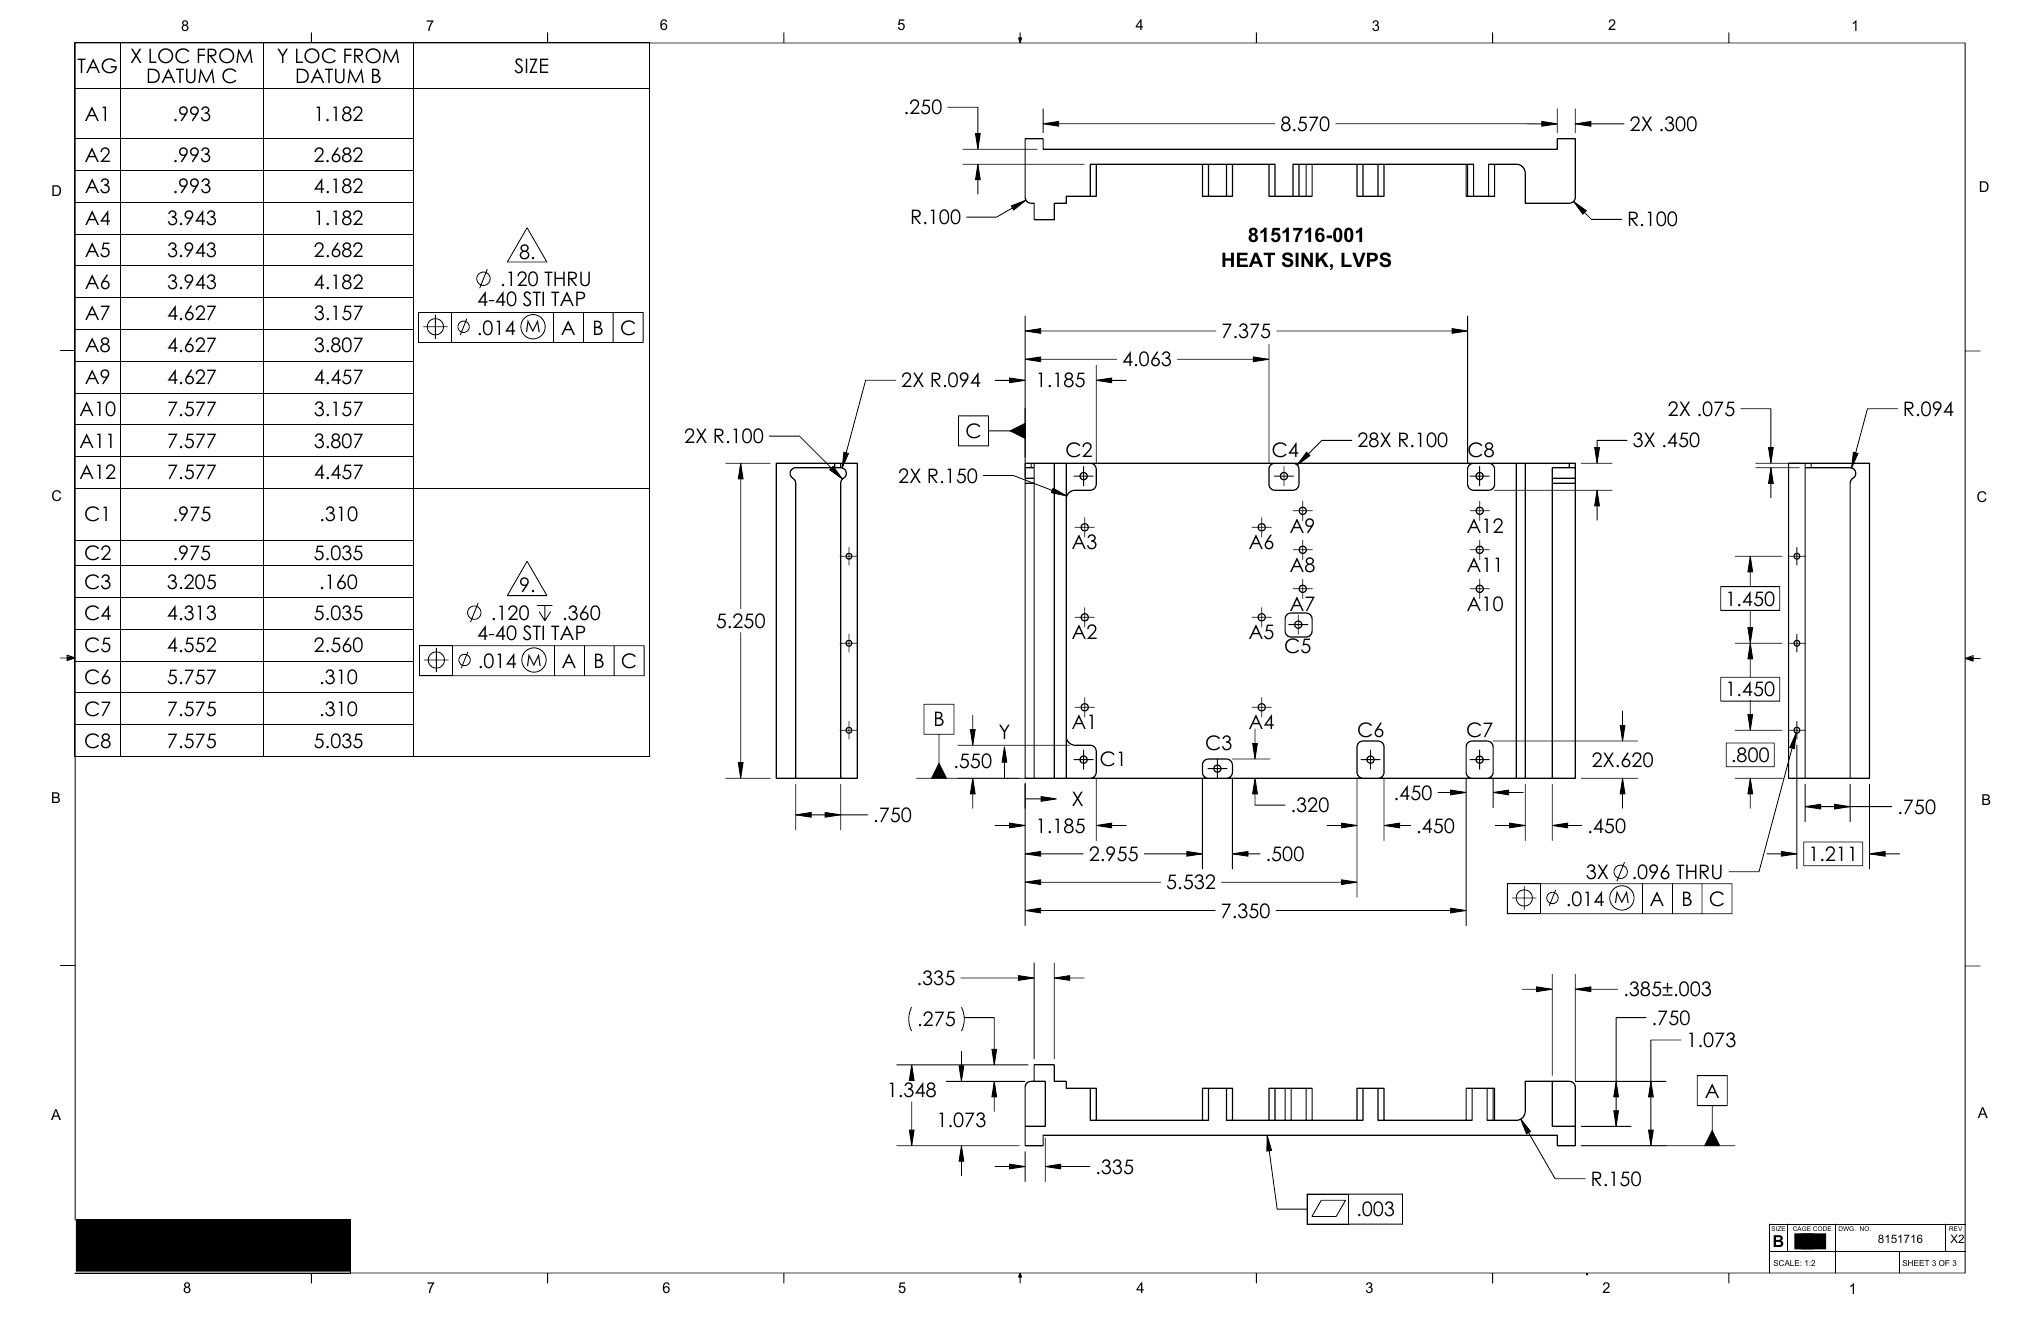 8 7 6 5 4 3 2 1
D
C
B
A
TAG X LOC FROM DATUM C Y LOC FROM DATUM B SIZE
A1 .993 1.182
A2 .993 2.682
A3 .993 4.182
A4 3.943 1.182
A5 3.943 2.682
A6 3.943 4.182
A7 4.627 3.157
A8 4.627 3.807
A9 4.627 4.457
A10 7.577 3.157
A11 7.577 3.807
A12 7.577 4.457
8.
⌀ .120 THRU
4-40 STI TAP
⌖ ⌀ .014 Ⓜ A B C
C1 .975 .310
C2 .975 5.035
C3 3.205 .160
C4 4.313 5.035
C5 4.552 2.560
C6 5.757 .310
C7 7.575 .310
C8 7.575 5.035
9.
⌀ .120 ↧ .360
4-40 STI TAP
⌖ ⌀ .014 Ⓜ A B C
.250
8.570
2X .300
R.100
R.100
8151716-001
HEAT SINK, LVPS
7.375
4.063
1.185
2X R.094
2X R.100
C
2X R.150
28X R.100
3X .450
2X .075
R.094
C2 C4 C8
A9 A12
A3 A6
A8 A11
A7 A10
A2 A5
C5
A1 A4
C3 C6 C7
C1
5.250
.750
B
Y
.550
X
1.185
2.955
.500
5.532
7.350
.320
.450
.450
.450
2X.620
1.450
1.450
.800
.750
1.211
3X ⌀.096 THRU
⌖ ⌀ .014 Ⓜ A B C
.335
( .275 )
1.348
1.073
.335
.385±.003
.750
1.073
A
R.150
⏥ .003
SIZE
B
CAGE CODE
DWG. NO.
8151716
REV
X2
SCALE: 1:2
SHEET 3 OF 3
D
C
B
A
8 7 6 5 4 3 2 1